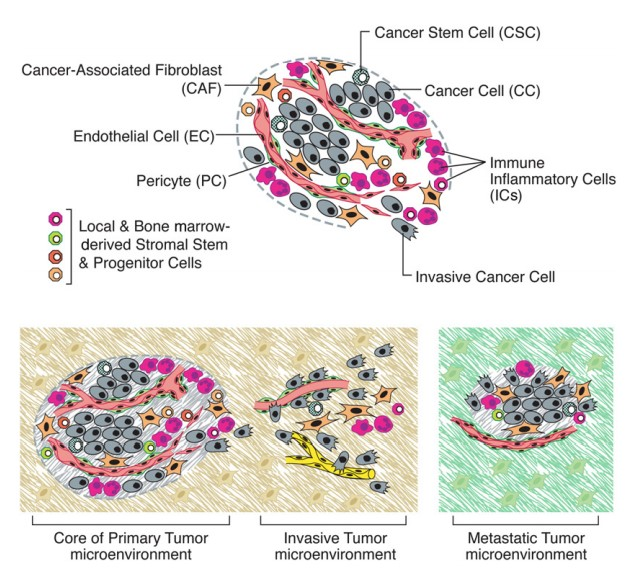 Cancer Stem Cell (CSC)
Cancer-Associated Fibroblast
(CAF)
Cancer Cell (CC)
Endothelial Cell (EC)
Immune
Inflammatory Cells
(ICs)
Pericyte (PC)
Local & Bone marrow-
derived Stromal Stem
& Progenitor Cells
Invasive Cancer Cell
Core of Primary Tumor
microenvironment
Invasive Tumor
microenvironment
Metastatic Tumor
microenvironment